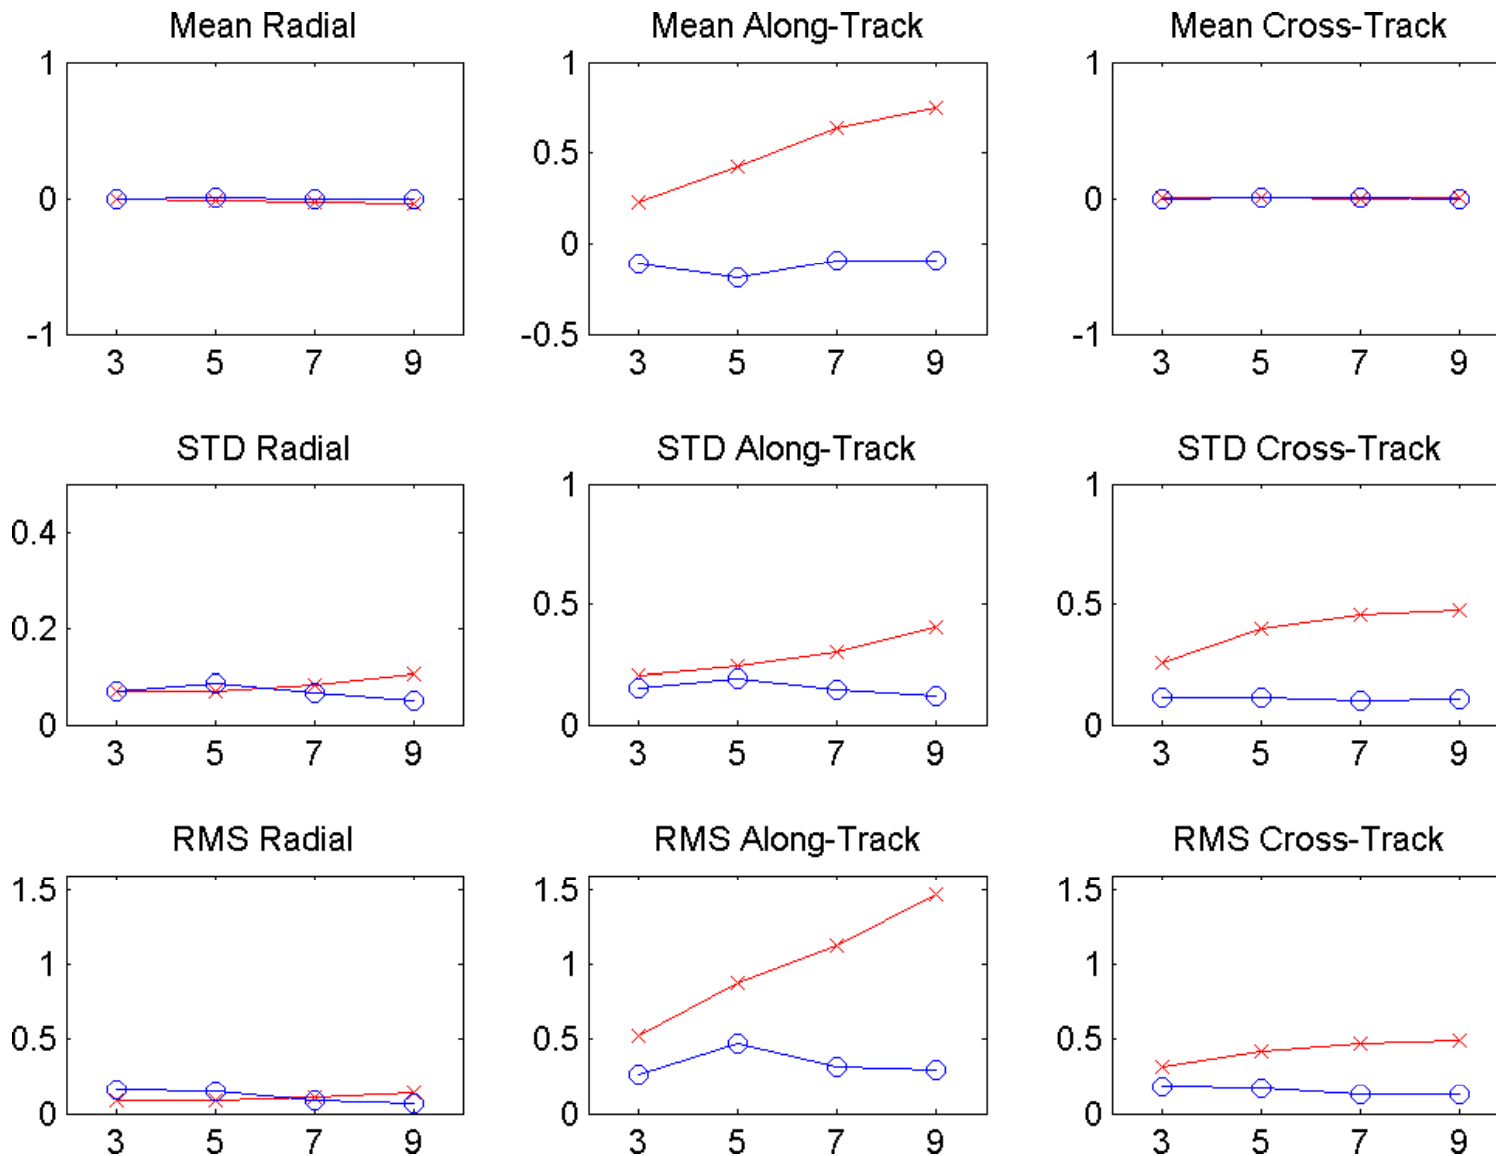 Mean Radial
1
0
-1
3 5 7 9
Mean Along-Track
1
0.5
0
-0.5
3 5 7 9
Mean Cross-Track
1
0
-1
3 5 7 9
STD Radial
0.4
0.2
0
3 5 7 9
STD Along-Track
1
0.5
0
3 5 7 9
STD Cross-Track
1
0.5
0
3 5 7 9
RMS Radial
1.5
1
0.5
0
3 5 7 9
RMS Along-Track
1.5
1
0.5
0
3 5 7 9
RMS Cross-Track
1.5
1
0.5
0
3 5 7 9